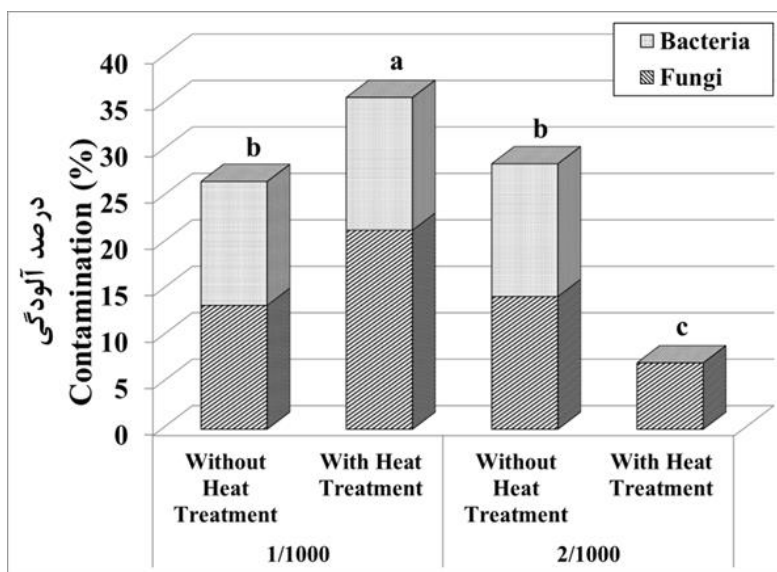 درصد آلودگی
Contamination (%)
40
35
30
25
20
15
10
5
0
Bacteria
Fungi
b
a
b
c
Without
Heat
Treatment
With Heat
Treatment
Without
Heat
Treatment
With Heat
Treatment
1/1000
2/1000